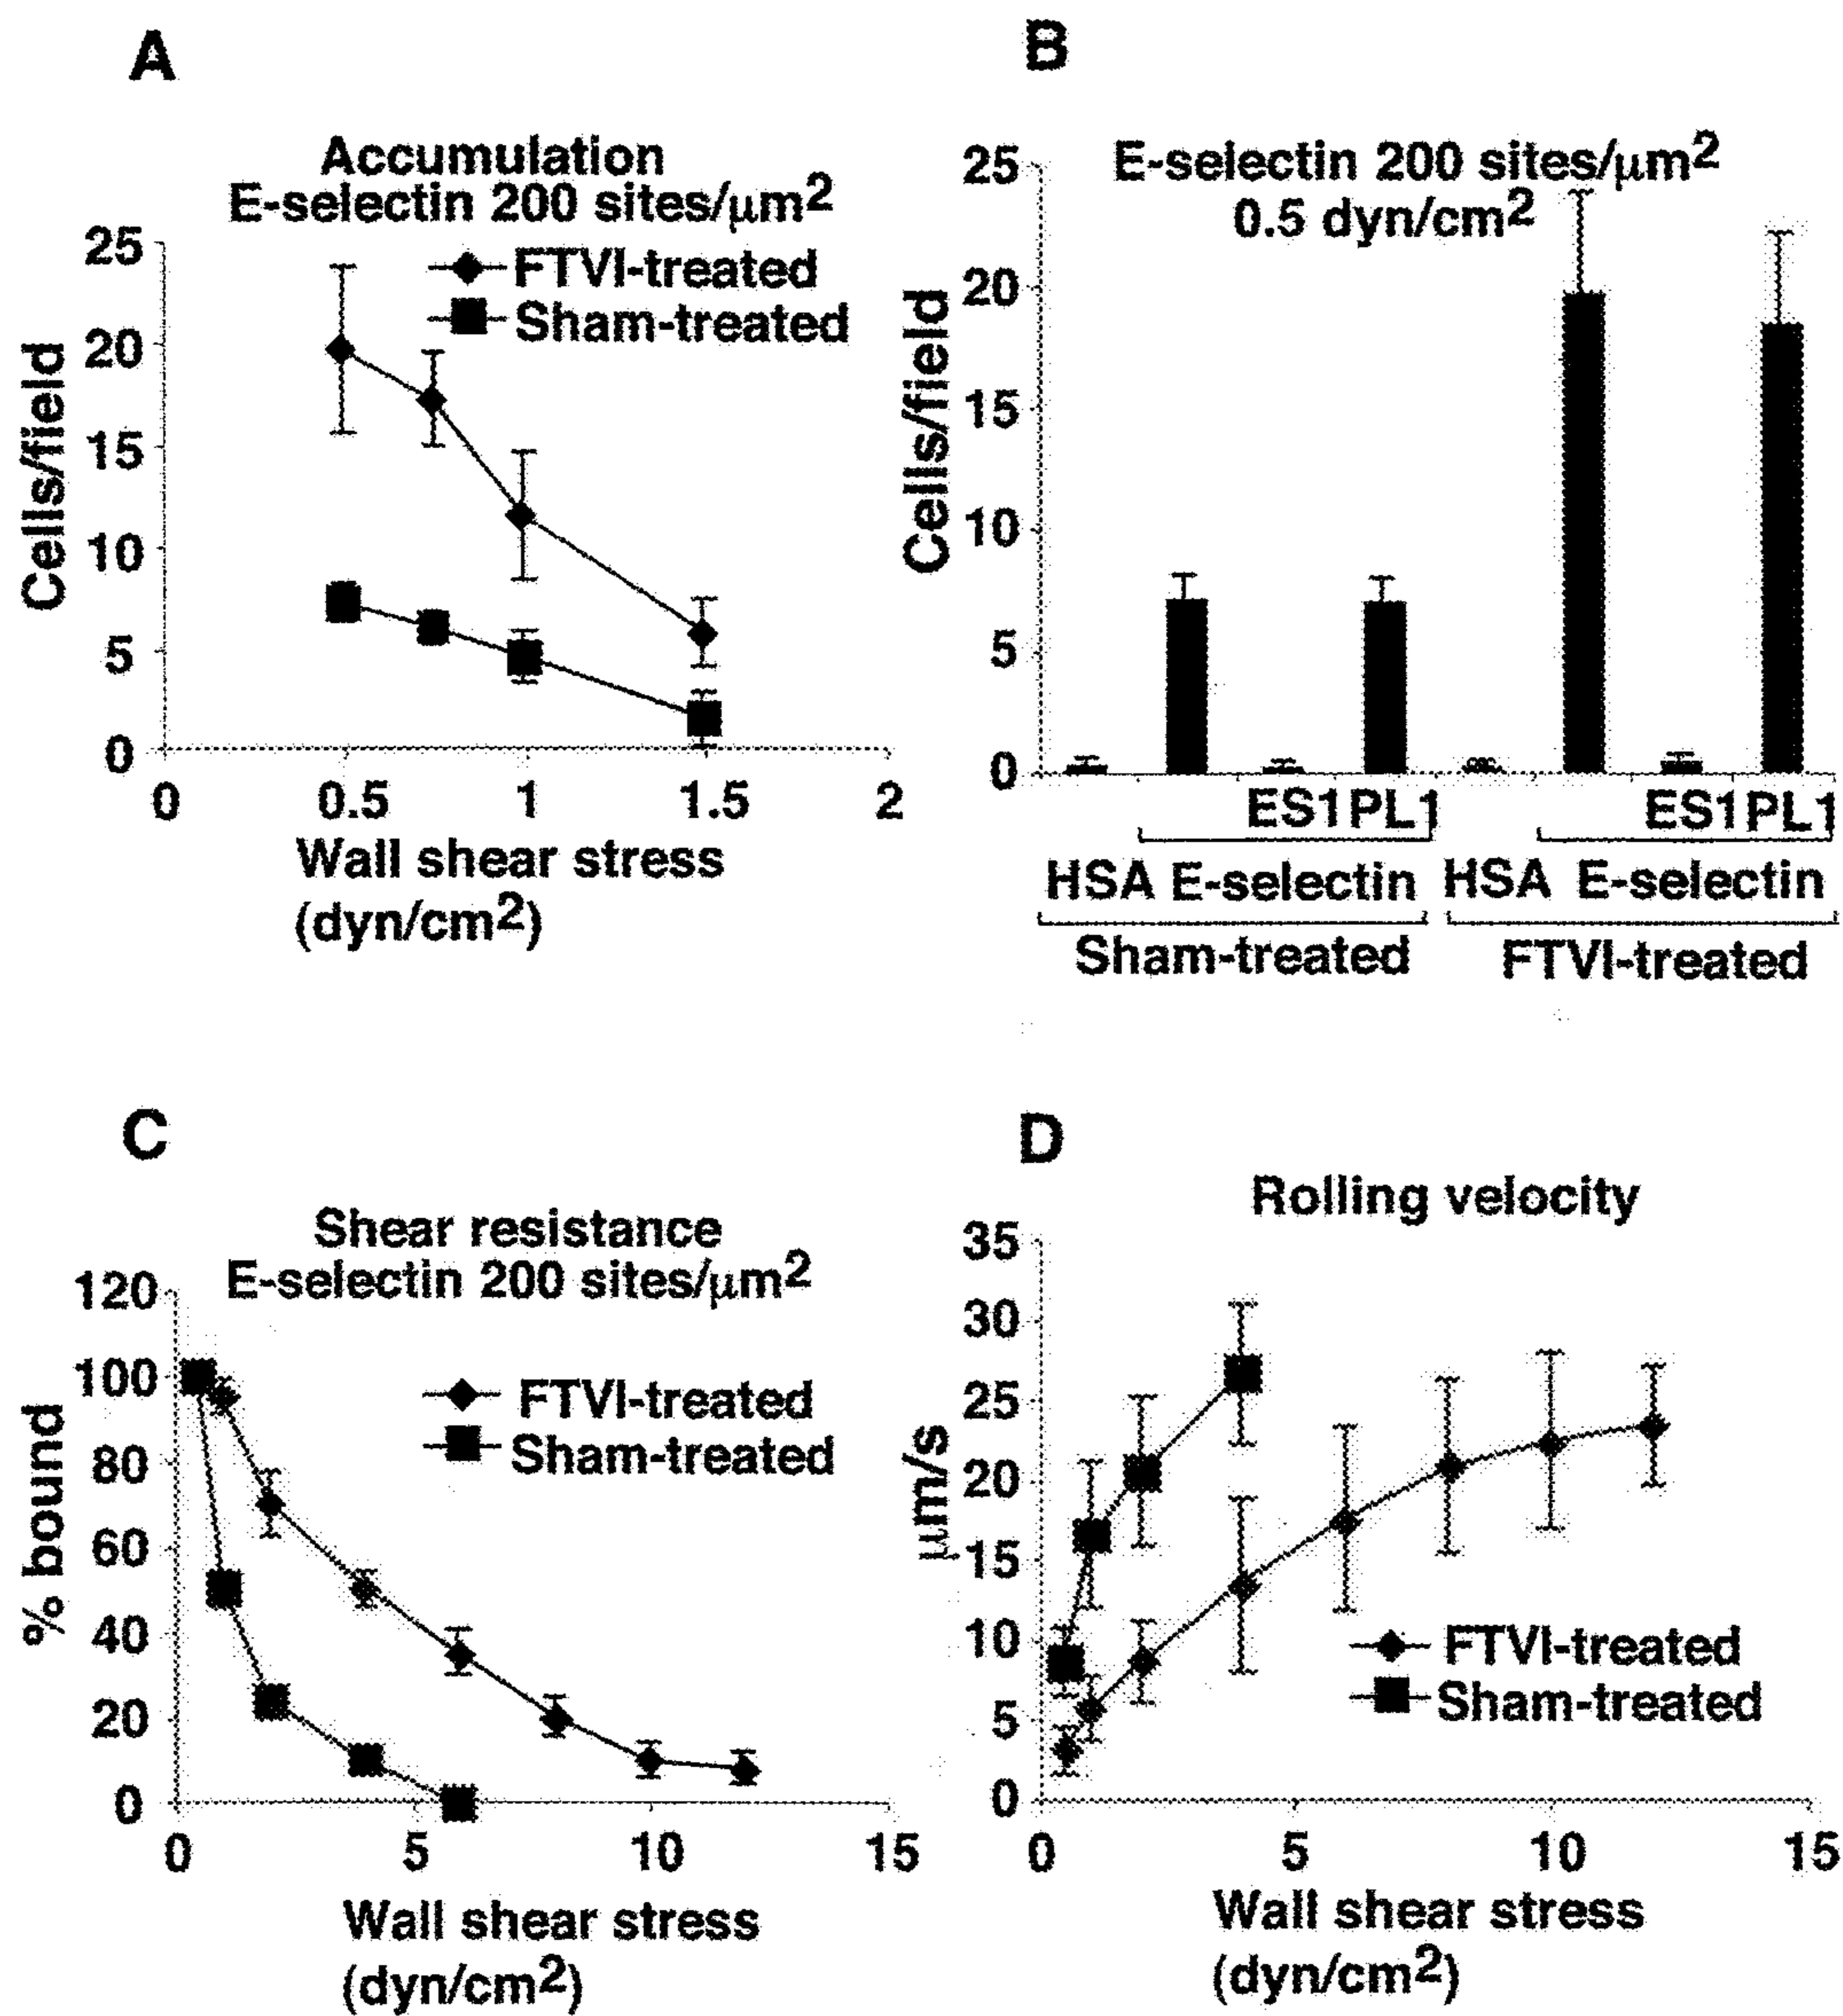 A
Accumulation
E-selectin 200 sites/μm2
FTVI-treated
Sham-treated
Cells/field
25
20
15
10
5
0
0 0.5 1 1.5 2
Wall shear stress
(dyn/cm2)
B
E-selectin 200 sites/μm2
0.5 dyn/cm2
Cells/field
25
20
15
10
5
0
ES1 PL1 ES1 PL1
HSA E-selectin HSA E-selectin
Sham-treated FTVI-treated
C
Shear resistance
E-selectin 200 sites/μm2
FTVI-treated
Sham-treated
% bound
120
100
80
60
40
20
0
0 5 10 15
Wall shear stress
(dyn/cm2)
D
Rolling velocity
μm/s
35
30
25
20
15
10
5
0
FTVI-treated
Sham-treated
0 5 10 15
Wall shear stress
(dyn/cm2)